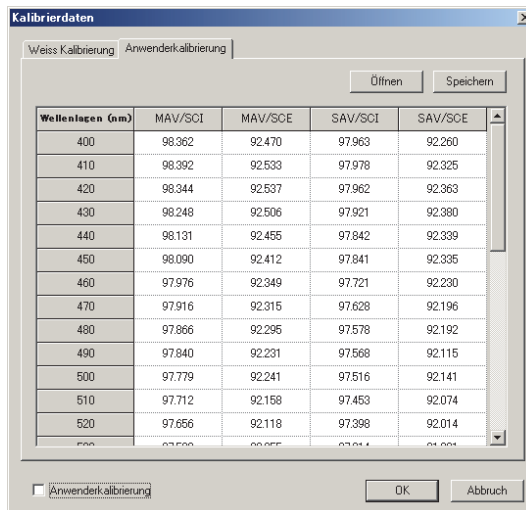 Kalibrierdaten
Weiss Kalibrierung Anwenderkalibrierung
Öffnen Speichern
Wellenlagen (nm) MAV/SCI MAV/SCE SAV/SCI SAV/SCE
400 98.362 92.470 97.963 92.260
410 98.392 92.533 97.978 92.325
420 98.344 92.537 97.962 92.363
430 98.248 92.506 97.921 92.380
440 98.131 92.455 97.842 92.339
450 98.090 92.412 97.841 92.335
460 97.976 92.349 97.721 92.230
470 97.916 92.315 97.628 92.196
480 97.866 92.295 97.578 92.192
490 97.840 92.231 97.568 92.115
500 97.779 92.241 97.516 92.141
510 97.712 92.158 97.453 92.074
520 97.656 92.118 97.398 92.014
Anwenderkalibrierung OK Abbruch